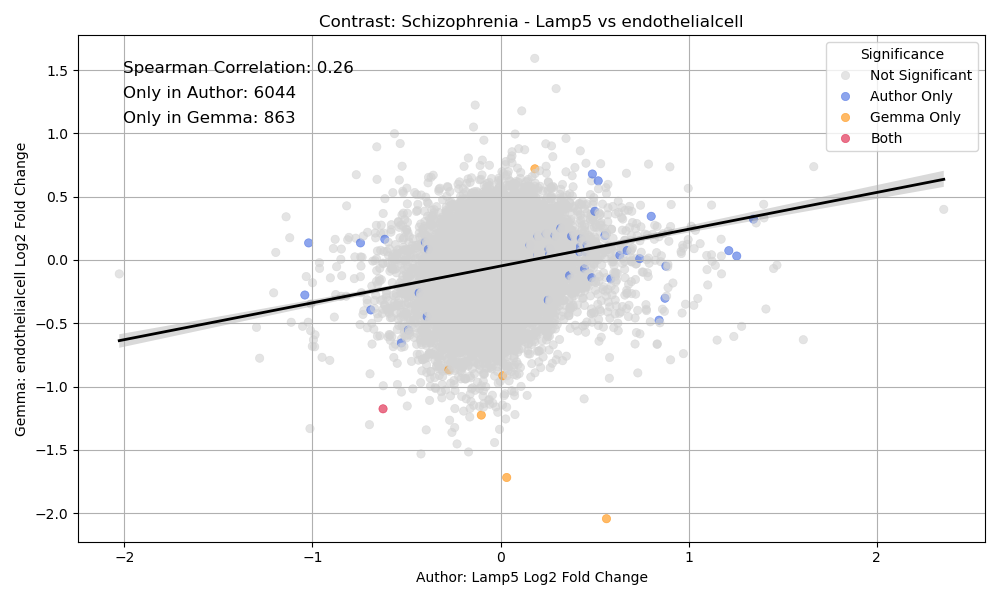 Contrast: Schizophrenia - Lamp5 vs endothelialcell
Spearman Correlation: 0.26
Only in Author: 6044
Only in Gemma: 863
Significance
Not Significant
Author Only
Gemma Only
Both
Gemma: endothelialcell Log2 Fold Change
1.5
1.0
0.5
0.0
−0.5
−1.0
−1.5
−2.0
−2
−1
0
1
2
Author: Lamp5 Log2 Fold Change